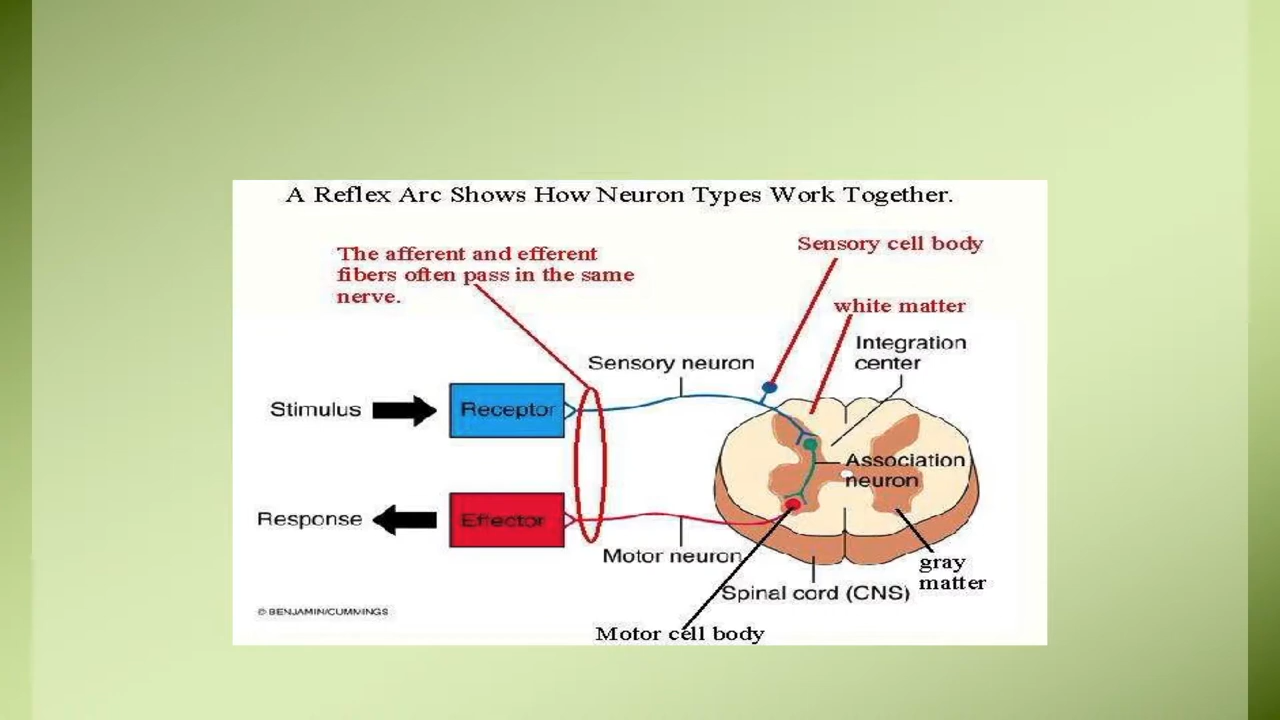 A Reflex Arc Shows How Neuron Types Work Together.
The afferent and efferent
fibers often pass in the same
nerve.
Sensory cell body
white matter
Integration
center
Sensory neuron
Stimulus
Receptor
Association
neuron
Response
Effector
Motor neuron
gray
matter
Spinal cord (CNS)
© BENJAMIN/CUMMINGS
Motor cell body